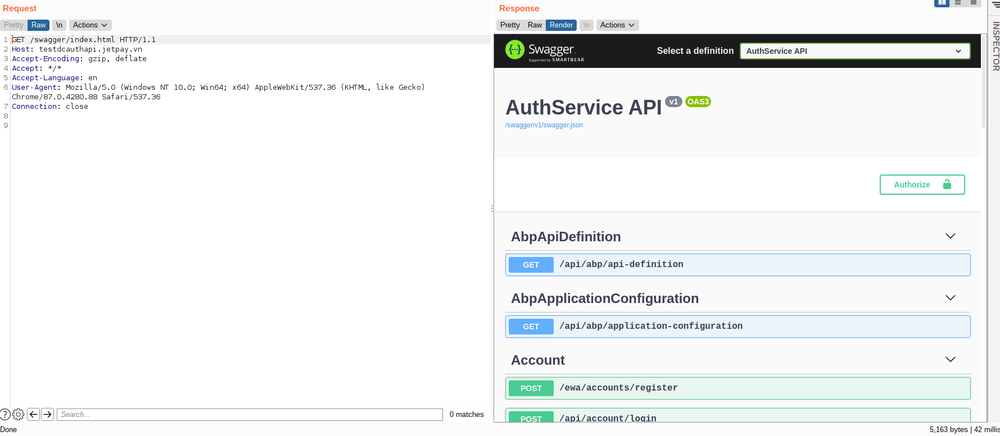 Request
Pretty Raw \n Actions
1 GET /swagger/index.html HTTP/1.1
2 Host: testdcauthapi.jetpay.vn
3 Accept-Encoding: gzip, deflate
4 Accept: */*
5 Accept-Language: en
6 User-Agent: Mozilla/5.0 (Windows NT 10.0; Win64; x64) AppleWebKit/537.36 (KHTML, like Gecko)
Chrome/87.0.4280.88 Safari/537.36
7 Connection: close
8
9
? Search... 0 matches
Done
Response
Pretty Raw Render \n Actions
Swagger
Supported by SMARTBEAR
Select a definition AuthService API
AuthService API v1 OAS3
/swagger/v1/swagger.json
Authorize
AbpApiDefinition
GET /api/abp/api-definition
AbpApplicationConfiguration
GET /api/abp/application-configuration
Account
POST /ewa/accounts/register
POST /api/account/login
5,163 bytes | 42 millis
INSPECTOR